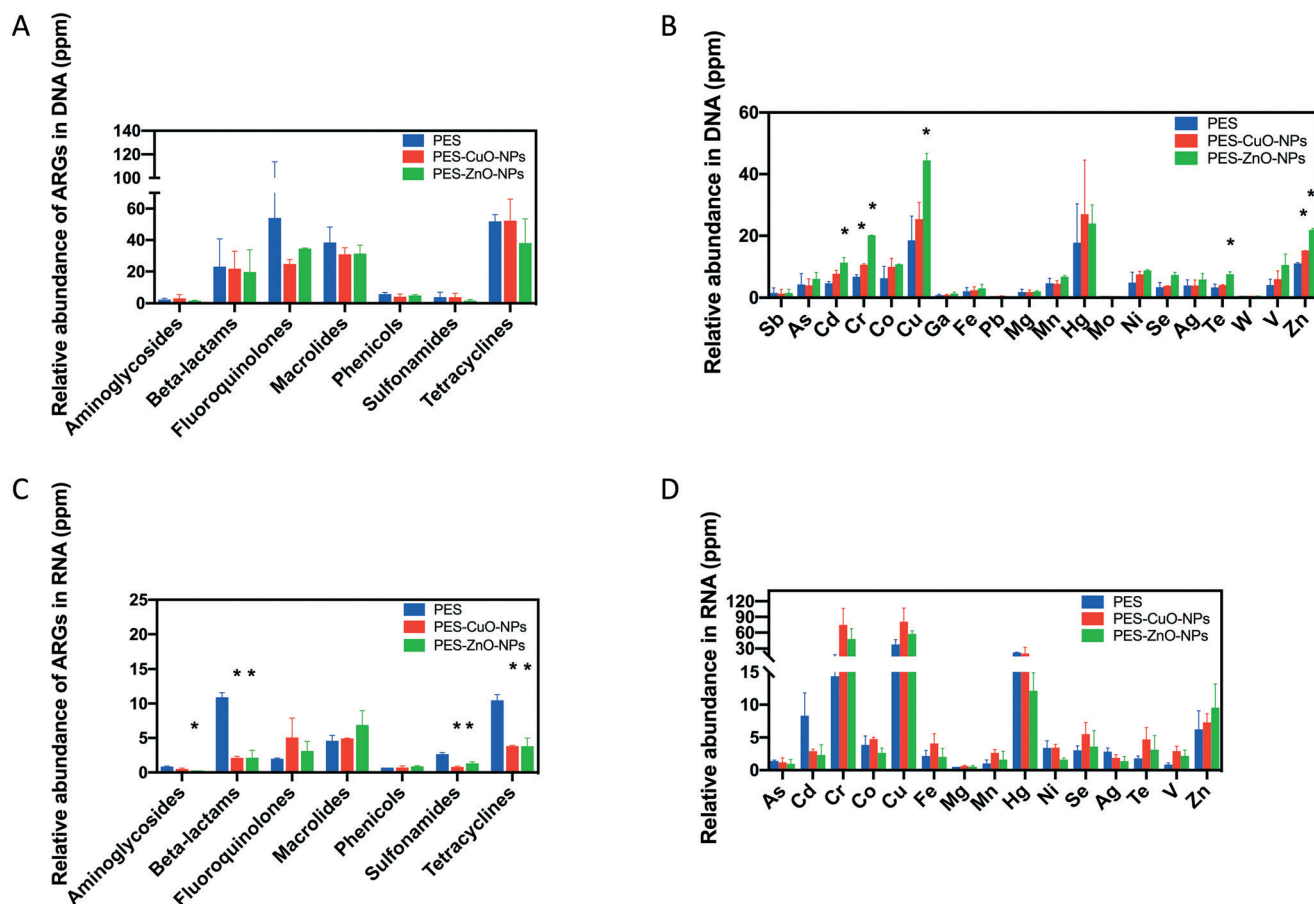 A
Relative abundance of ARGs in DNA (ppm)
140
120
100
60
40
20
0
PES
PES-CuO-NPs
PES-ZnO-NPs
Aminoglycosides
Beta-lactams
Fluoroquinolones
Macrolides
Phenicols
Sulfonamides
Tetracyclines
B
Relative abundance in DNA (ppm)
60
40
20
0
PES
PES-CuO-NPs
PES-ZnO-NPs
*
* *
*
*
* *
Sb
As
Cd
Cr
Co
Cu
Ga
Fe
Pb
Mg
Mn
Hg
Mo
Ni
Se
Ag
Te
W
V
Zn
C
Relative abundance of ARGs in RNA (ppm)
25
20
15
10
5
0
PES
PES-CuO-NPs
PES-ZnO-NPs
*
* *
* *
* *
Aminoglycosides
Beta-lactams
Fluoroquinolones
Macrolides
Phenicols
Sulfonamides
Tetracyclines
D
Relative abundance in RNA (ppm)
120
90
60
30
15
10
5
0
PES
PES-CuO-NPs
PES-ZnO-NPs
As
Cd
Cr
Co
Cu
Fe
Mg
Mn
Hg
Ni
Se
Ag
Te
V
Zn